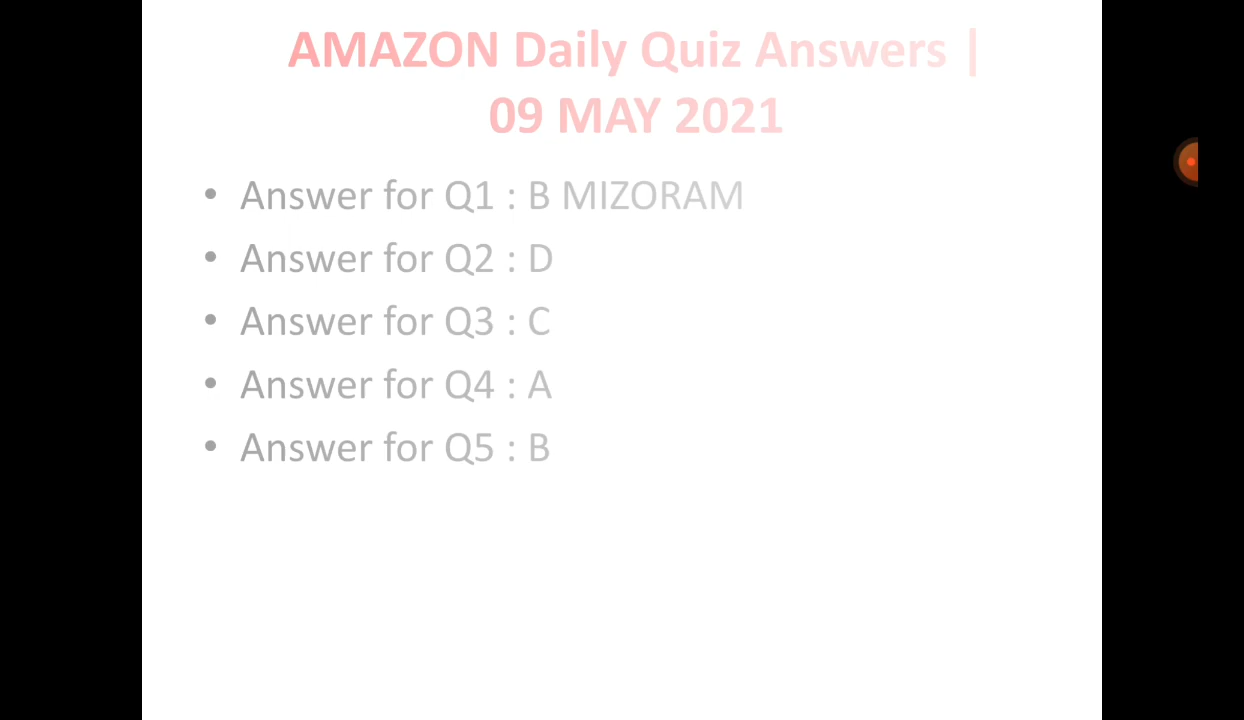 AMAZON Daily Quiz Answers |
09 MAY 2021
• Answer for Q1 : B MIZORAM
• Answer for Q2 : D
• Answer for Q3 : C
• Answer for Q4 : A
• Answer for Q5 : B